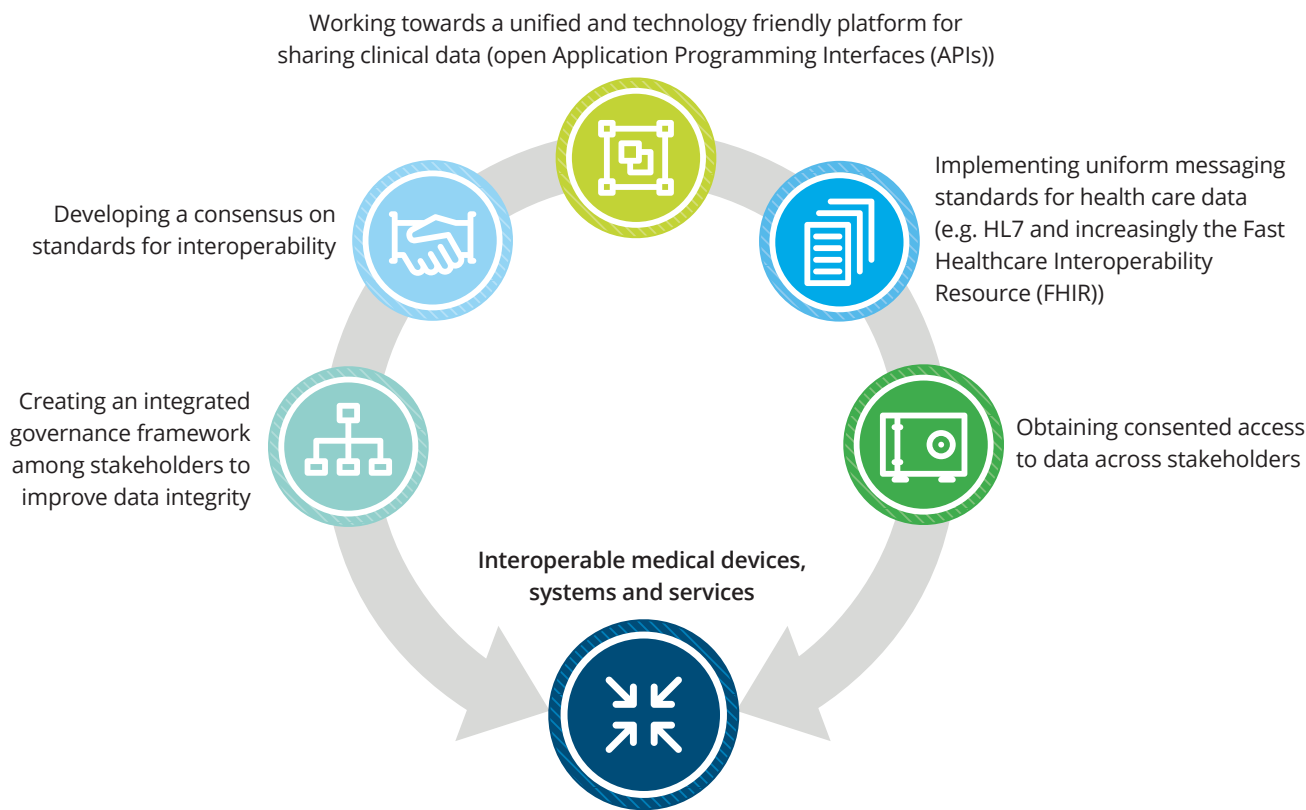 Working towards a unified and technology friendly platform for
sharing clinical data (open Application Programming Interfaces (APIs))
Developing a consensus on
standards for interoperability
Implementing uniform messaging
standards for health care data
(e.g. HL7 and increasingly the Fast
Healthcare Interoperability
Resource (FHIR))
Creating an integrated
governance framework
among stakeholders to
improve data integrity
Obtaining consented access
to data across stakeholders
Interoperable medical devices,
systems and services